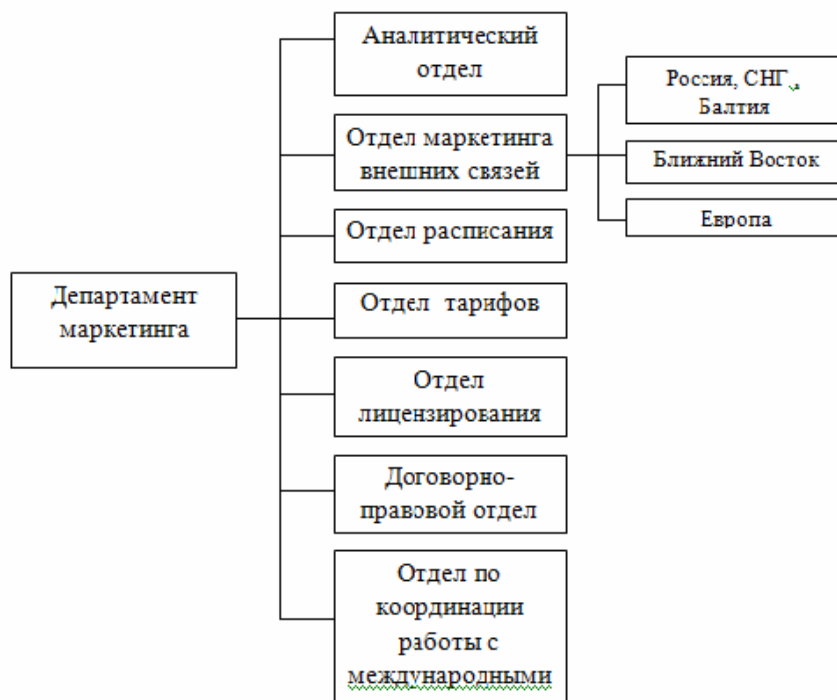 Аналитический
отдел
Отдел маркетинга
внешних связей
Россия, СНГ,
Балтия
Ближний Восток
Европа
Отдел расписания
Департамент
маркетинга
Отдел тарифов
Отдел
лицензирования
Договорно-
правовой отдел
Отдел по
координации
работы с
международными